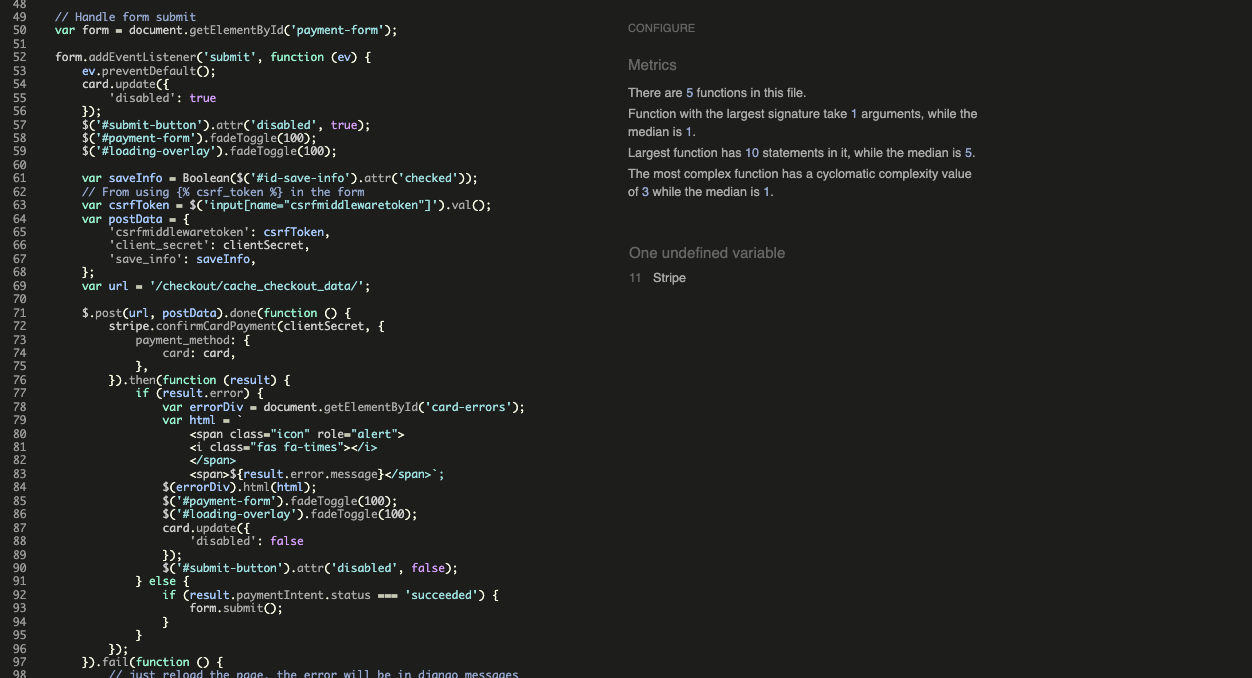 48
49 // Handle form submit
50 var form = document.getElementById('payment-form');
51
52 form.addEventListener('submit', function (ev) {
53 ev.preventDefault();
54 card.update({
55 'disabled': true
56 });
57 $('#submit-button').attr('disabled', true);
58 $('#payment-form').fadeToggle(100);
59 $('#loading-overlay').fadeToggle(100);
60
61 var saveInfo = Boolean($('#id-save-info').attr('checked'));
62 // From using {% csrf_token %} in the form
63 var csrfToken = $('input[name="csrfmiddlewaretoken"]').val();
64 var postData = {
65 'csrfmiddlewaretoken': csrfToken,
66 'client_secret': clientSecret,
67 'save_info': saveInfo,
68 };
69 var url = '/checkout/cache_checkout_data/';
70
71 $.post(url, postData).done(function () {
72 stripe.confirmCardPayment(clientSecret, {
73 payment_method: {
74 card: card,
75 },
76 }).then(function (result) {
77 if (result.error) {
78 var errorDiv = document.getElementById('card-errors');
79 var html = `
80 <span class="icon" role="alert">
81 <i class="fas fa-times"></i>
82 </span>
83 <span>${result.error.message}</span>`;
84 $(errorDiv).html(html);
85 $('#payment-form').fadeToggle(100);
86 $('#loading-overlay').fadeToggle(100);
87 card.update({
88 'disabled': false
89 });
90 $('#submit-button').attr('disabled', false);
91 } else {
92 if (result.paymentIntent.status === 'succeeded') {
93 form.submit();
94 }
95 }
96 });
97 }).fail(function () {
98 // just reload the page, the error will be in django messages
CONFIGURE
Metrics
There are 5 functions in this file.
Function with the largest signature take 1 arguments, while the
median is 1.
Largest function has 10 statements in it, while the median is 5.
The most complex function has a cyclomatic complexity value
of 3 while the median is 1.
One undefined variable
11 Stripe